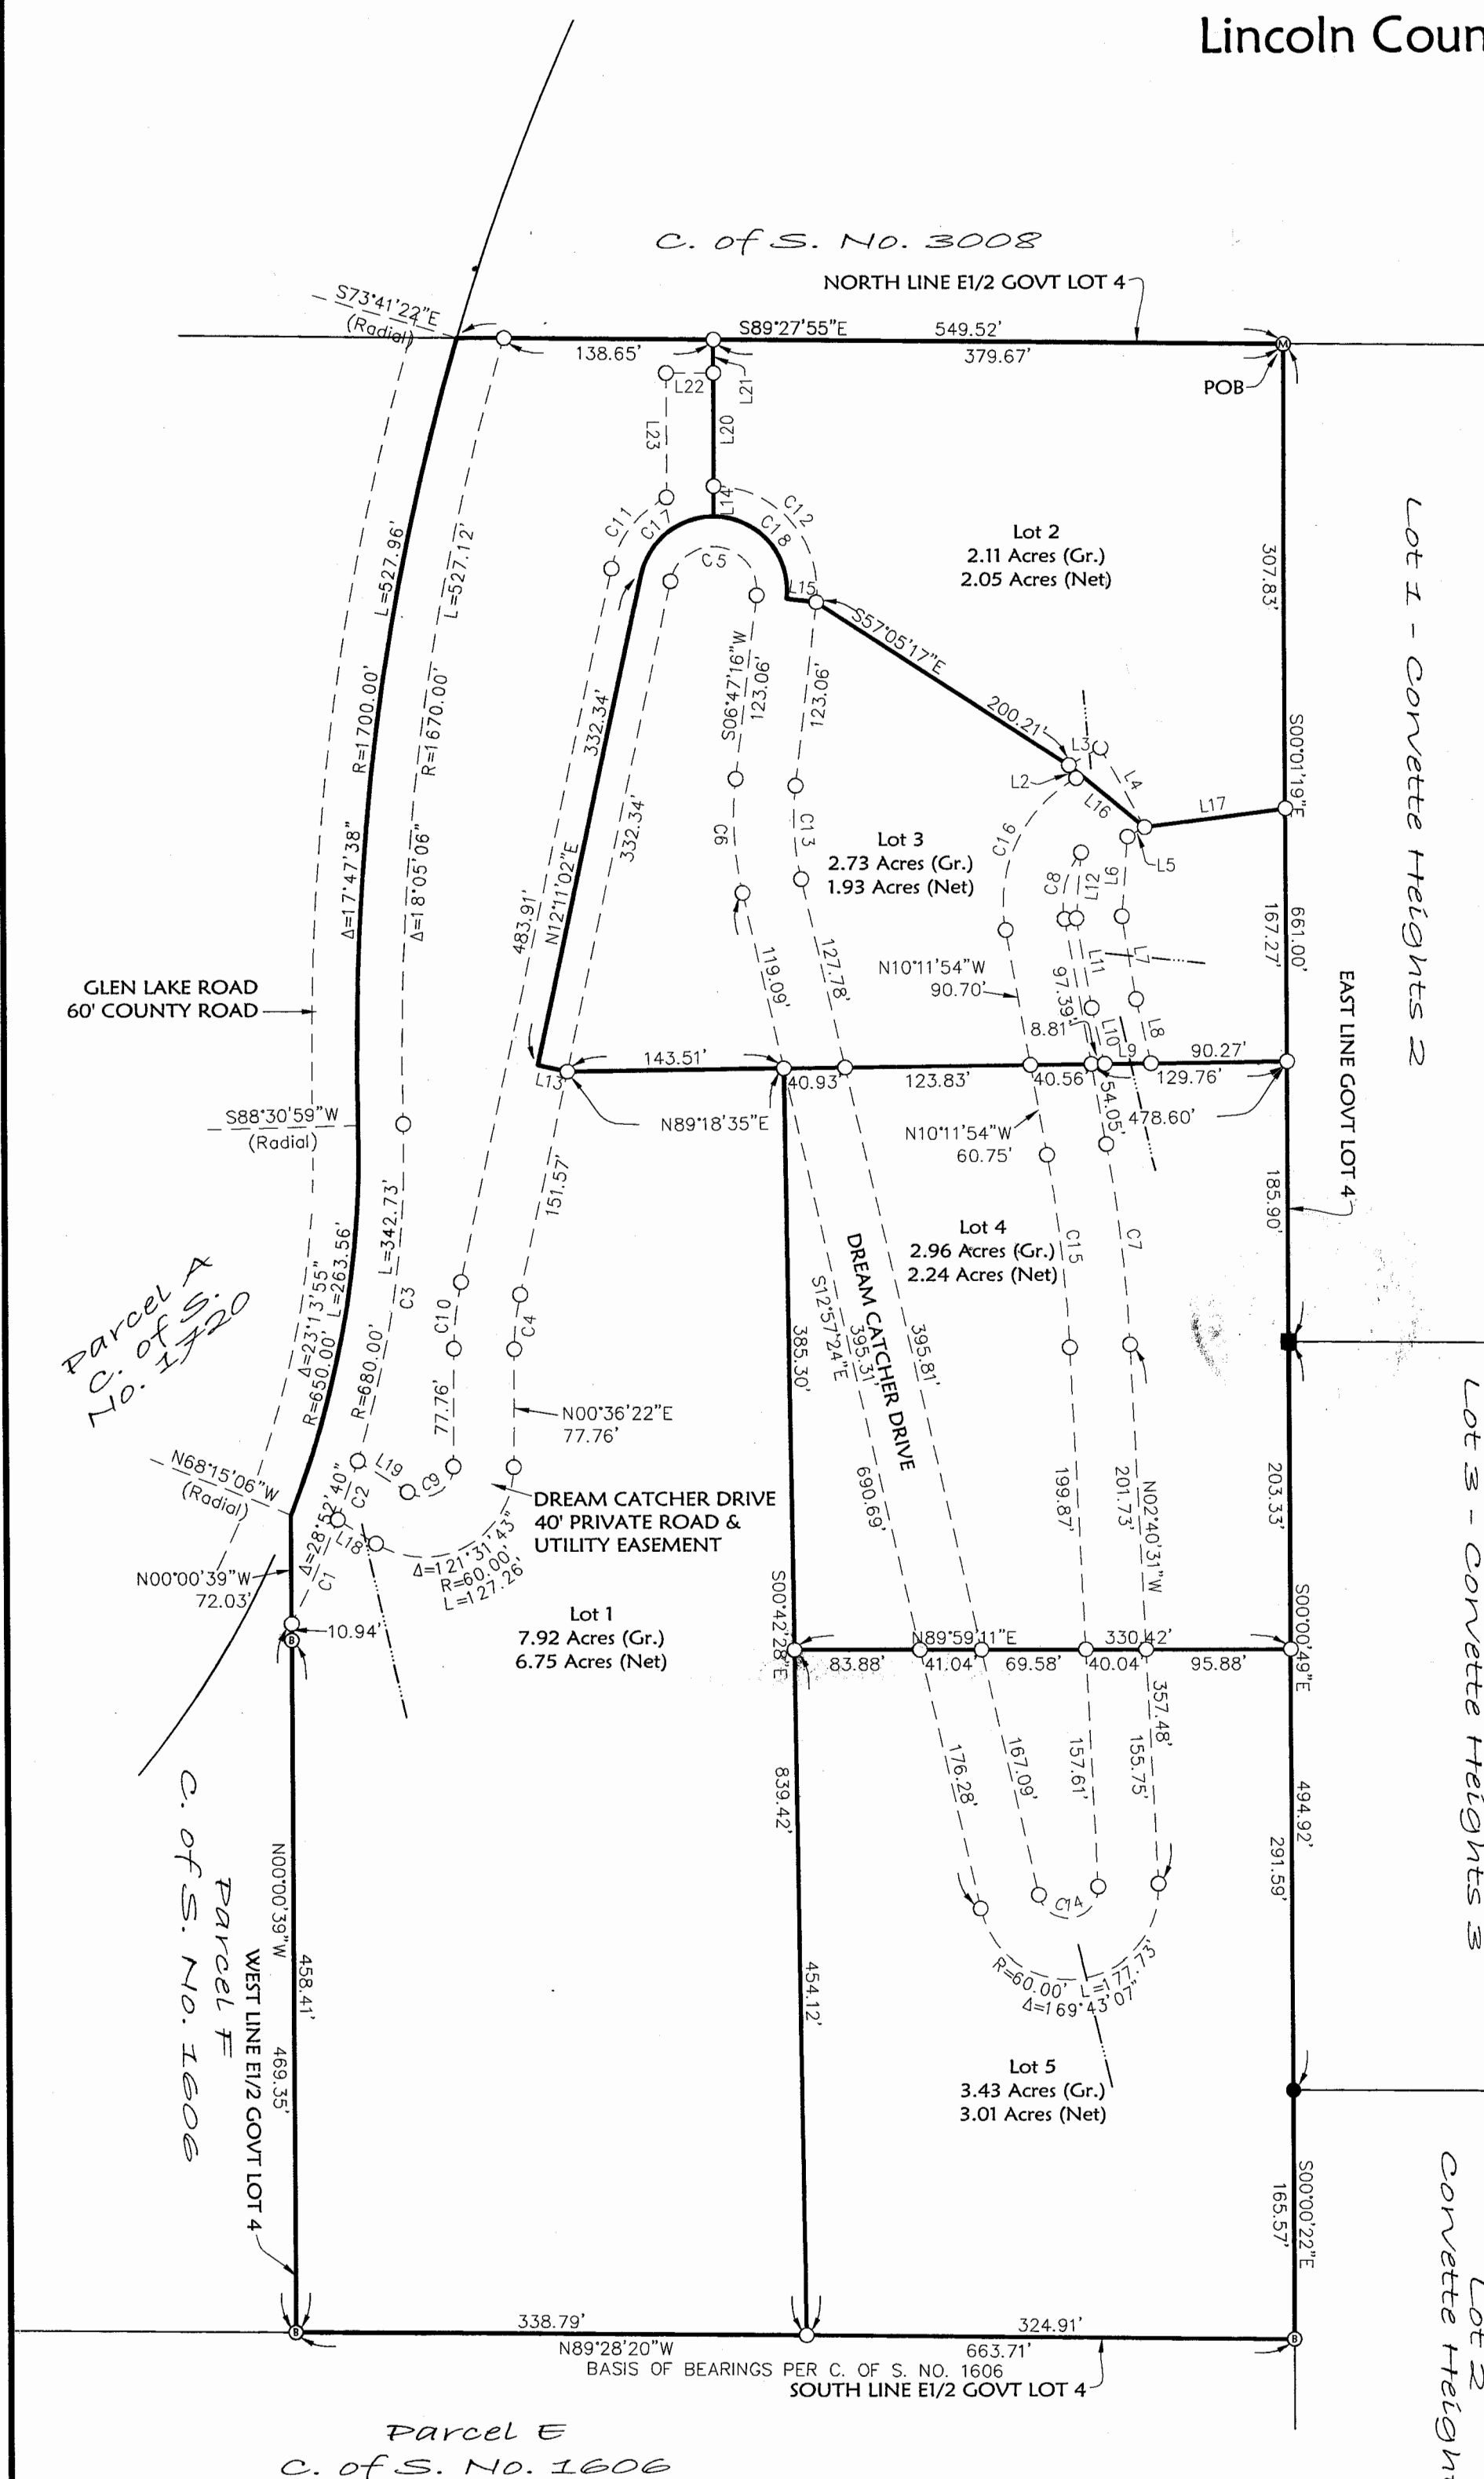 Lincoln Coun
C. of S. No. 3008
NORTH LINE E1/2 GOVT LOT 4
S73°41'22"E
(Radial)
S89°27'55"E
549.52'
138.65'
379.67'
POB
L22
L21
L23
L20
L14
C11
C17
C12
C18
C5
L15
Lot 2
2.11 Acres (Gr.)
2.05 Acres (Net)
307.83'
Lot 1 - Corvette Heights 2
L=527.96'
L=527.12'
R=1700.00'
R=1670.00'
Δ=17°47'38"
Δ=18°05'06"
S57°05'17"E
200.21'
S06°47'16"W
123.06'
123.06'
332.34'
332.34'
N12°11'02"E
483.91'
L3
L2
L4
L16
L17
S00°01'19"E
C6
C13
C16
Lot 3
2.73 Acres (Gr.)
1.93 Acres (Net)
C8
L12
L6
L5
661.00'
167.27'
119.09'
127.78'
N10°11'54"W
90.70'
97.39'
L11
L7
8.81'
L10
L9
L8
90.27'
GLEN LAKE ROAD
60' COUNTY ROAD
EAST LINE GOVT LOT 4
L13
143.51'
40.93'
123.83'
40.56'
129.76'
N89°18'35"E
478.60'
S88°30'59"W
(Radial)
N10°11'54"W
60.75'
54.05'
185.90'
L=342.73'
151.57'
Lot 4
2.96 Acres (Gr.)
2.24 Acres (Net)
C15
C7
DREAM CATCHER DRIVE
S12°57'24"E
395.31'
395.81'
385.30'
Parcel A
C. of S.
No. 1720
Δ=23°13'55"
L=263.56'
R=650.00'
R=680.00'
C3
C10
C4
77.76'
N00°36'22"E
77.76'
N68°15'06"W
(Radial)
L19
C9
C2
Δ=28°52'40"
L18
C1
DREAM CATCHER DRIVE
40' PRIVATE ROAD &
UTILITY EASEMENT
Δ=121°31'43"
R=60.00'
L=127.26'
690.69'
199.87'
201.73'
N02°40'31"W
203.33'
Lot 3 - Corvette Heights 3
N00°00'39"W
72.03'
10.94'
Lot 1
7.92 Acres (Gr.)
6.75 Acres (Net)
S00°42'28"E
N89°59'11"E
330.42'
83.88'
41.04'
69.58'
40.04'
95.88'
S00°00'49"E
357.48'
176.28'
167.09'
157.61'
155.75'
839.42'
494.92'
291.59'
C14
R=60.00'
L=177.73'
Δ=169°43'07"
C. of S. No. 1606
Parcel F
N00°00'39"W
469.35'
458.41'
WEST LINE E1/2 GOVT LOT 4
454.12'
Lot 5
3.43 Acres (Gr.)
3.01 Acres (Net)
S00°00'22"E
165.57'
Lot 2
Corvette Heigh
338.79'
324.91'
N89°28'20"W
663.71'
BASIS OF BEARINGS PER C. OF S. NO. 1606
SOUTH LINE E1/2 GOVT LOT 4
Parcel E
C. of S. No. 1606
M
B
B
B